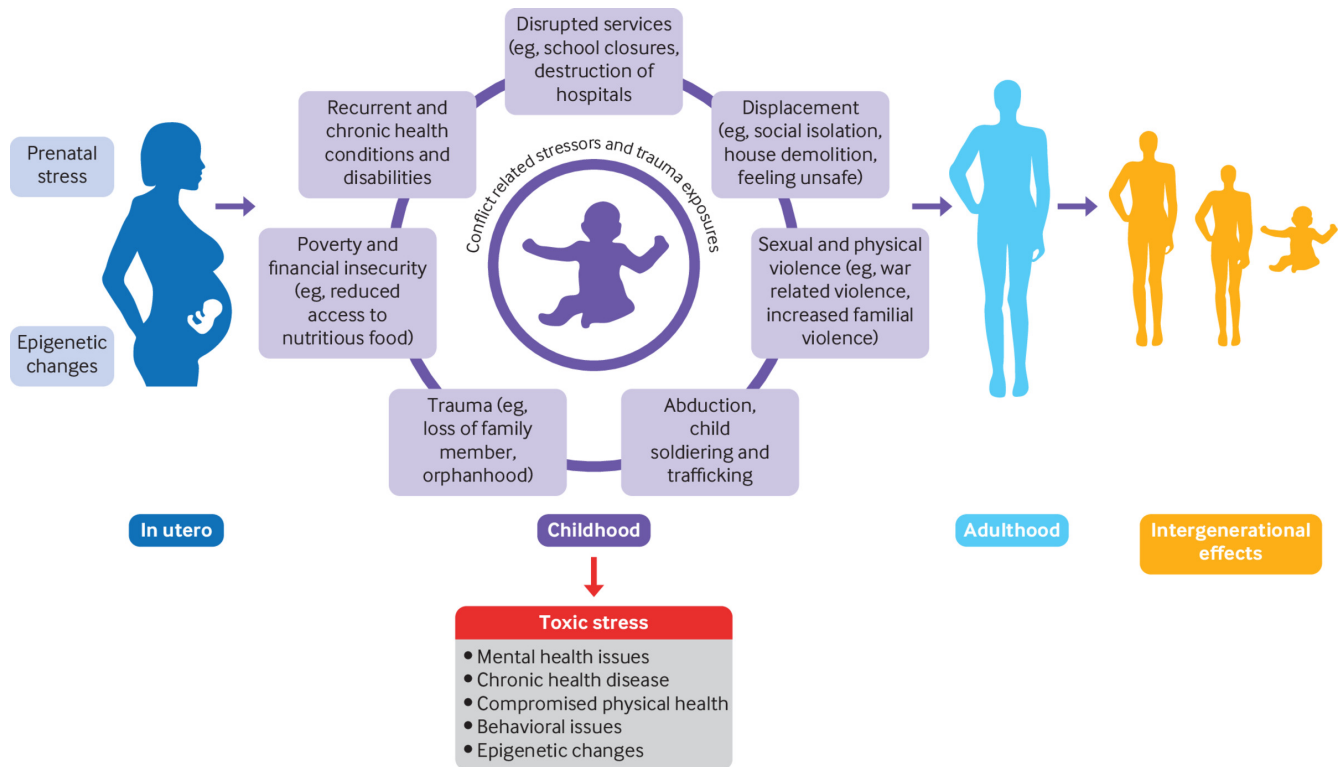 Prenatal
stress
Epigenetic
changes
Disrupted services
(eg, school closures,
destruction of
hospitals
Recurrent and
chronic health
conditions and
disabilities
Displacement
(eg, social isolation,
house demolition,
feeling unsafe)
Conflict related stressors and trauma exposures
Poverty and
financial insecurity
(eg, reduced
access to
nutritious food)
Sexual and physical
violence (eg, war
related violence,
increased familial
violence)
Trauma (eg,
loss of family
member,
orphanhood)
Abduction,
child
soldiering and
trafficking
In utero
Childhood
Adulthood
Intergenerational
effects
Toxic stress
• Mental health issues
• Chronic health disease
• Compromised physical health
• Behavioral issues
• Epigenetic changes